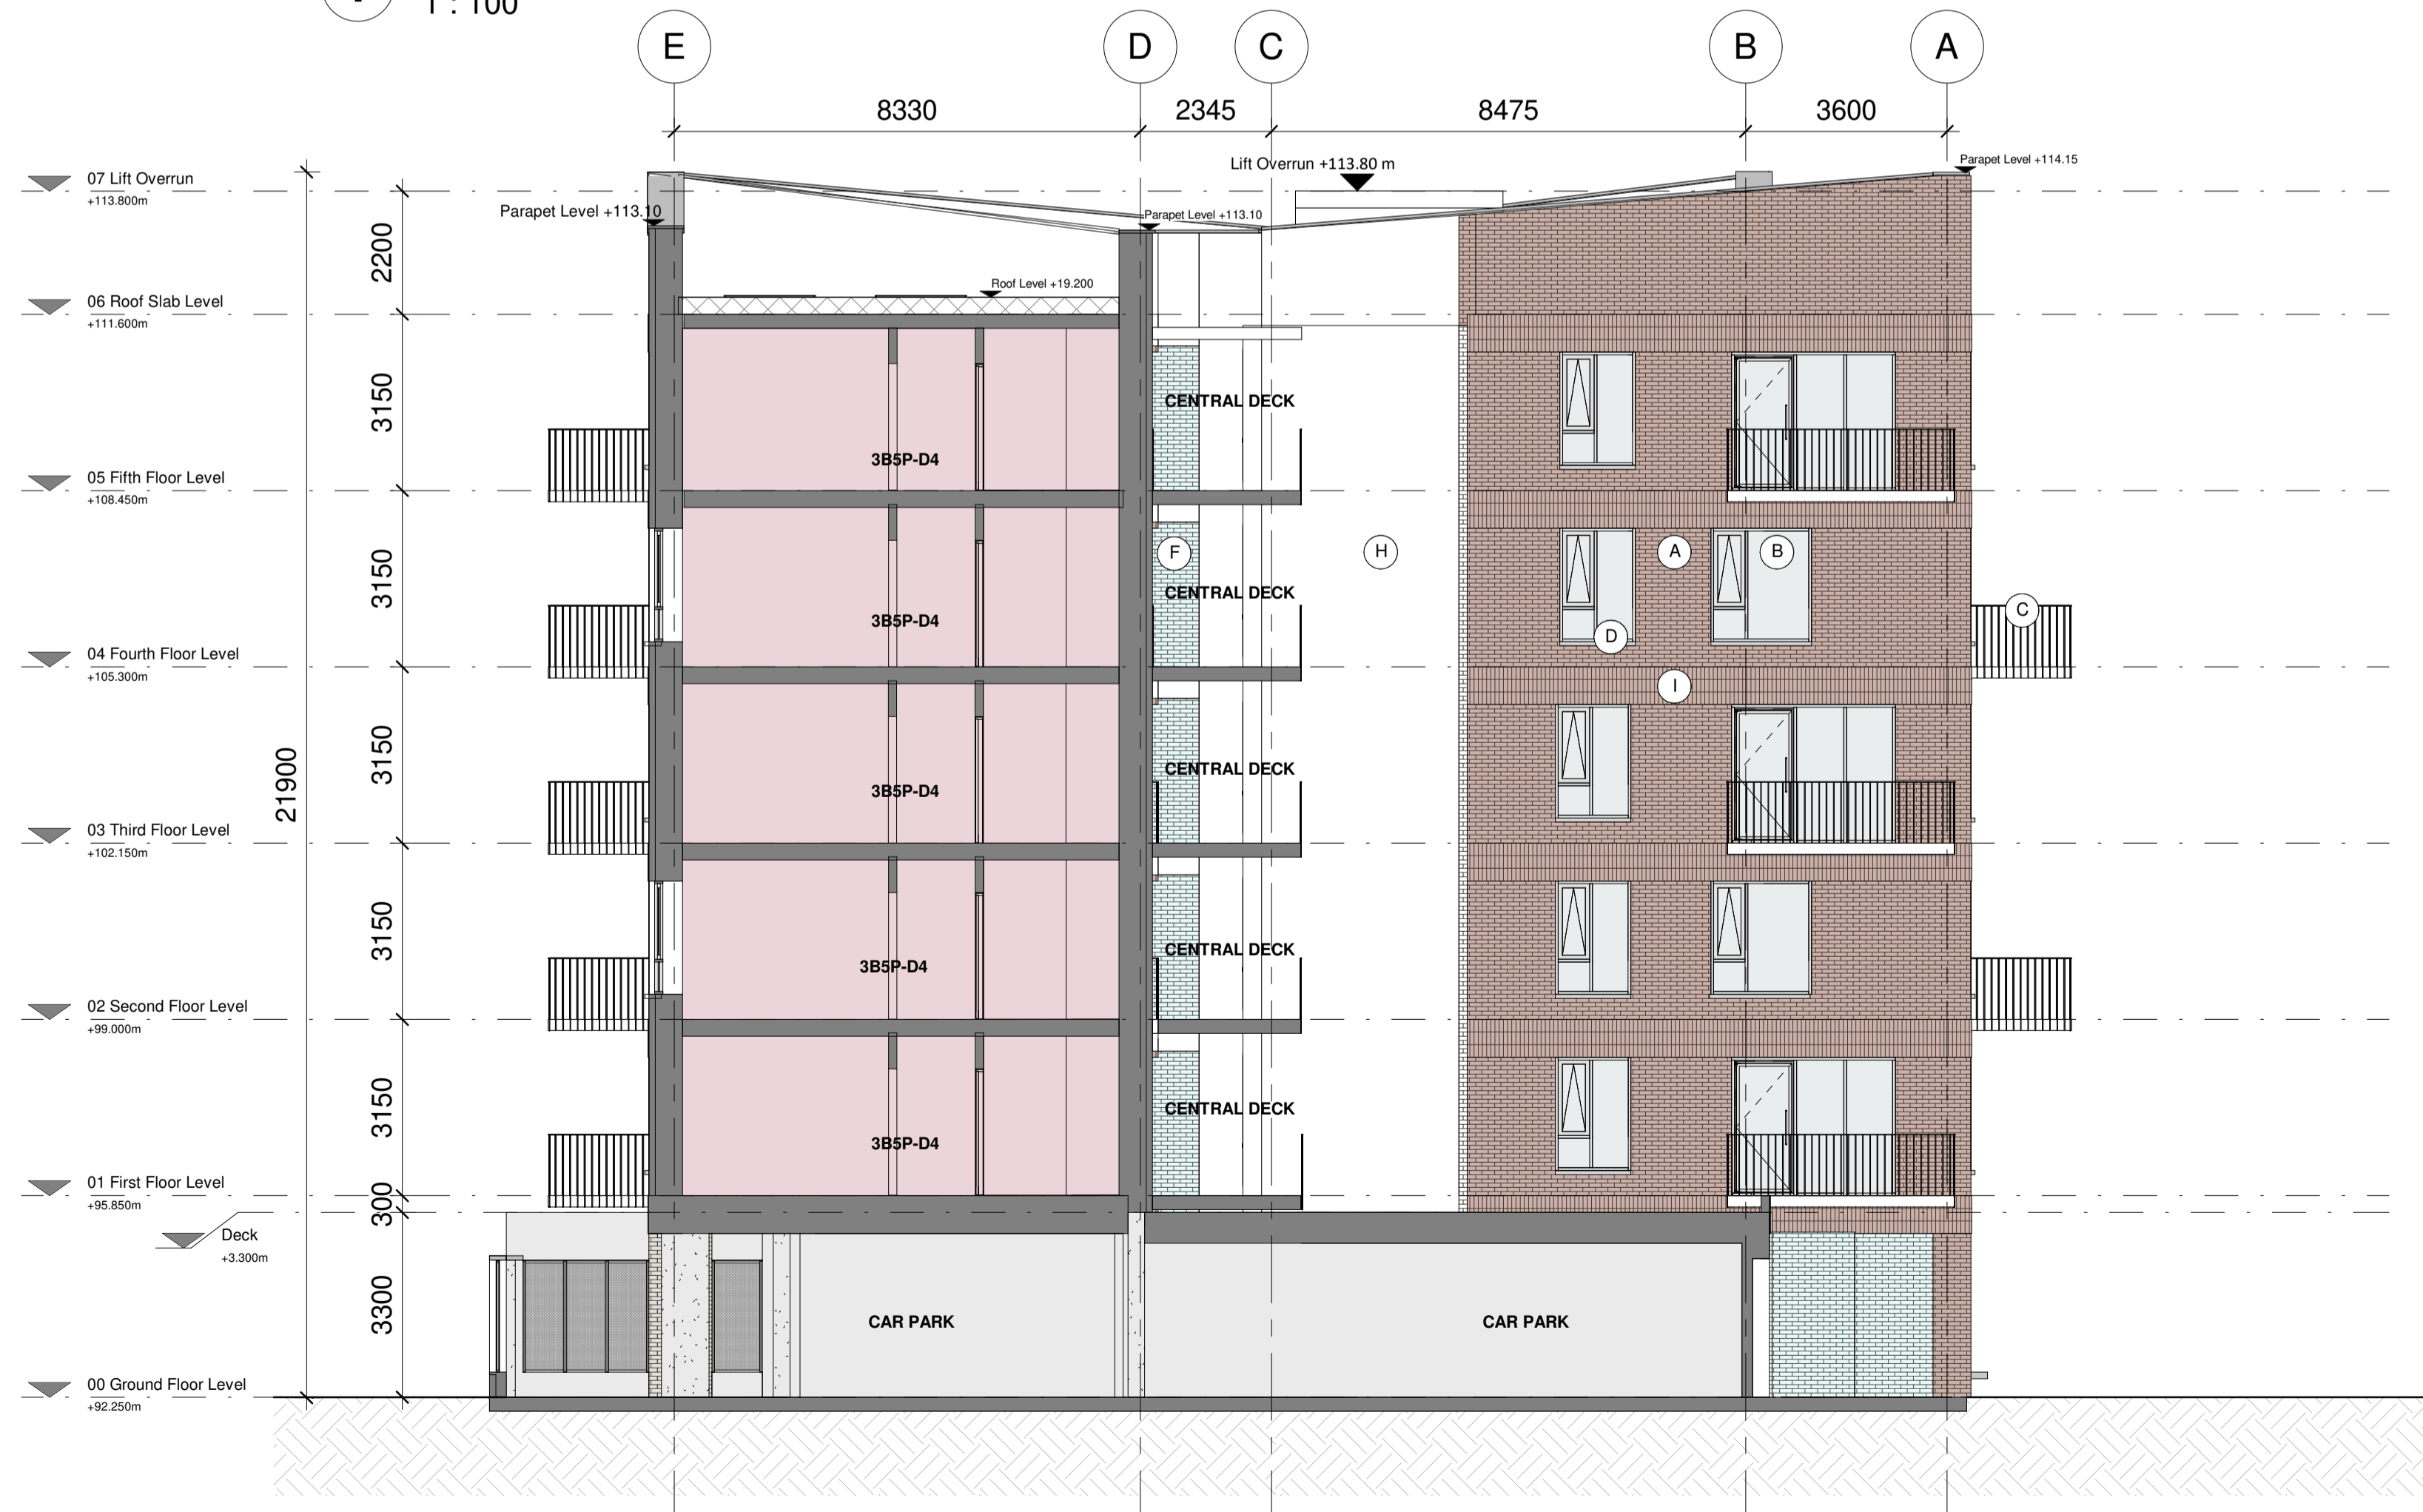 1 : 100
E
D
C
B
A
8330
2345
8475
3600
Lift Overrun +113.80 m
Parapet Level +114.15
07 Lift Overrun
+113.800m
Parapet Level +113.10
Parapet Level +113.10
2200
Roof Level +19.200
06 Roof Slab Level
+111.600m
3150
CENTRAL DECK
3B5P-D4
05 Fifth Floor Level
+108.450m
3150
F
H
A
B
CENTRAL DECK
C
3B5P-D4
D
04 Fourth Floor Level
+105.300m
I
21900
3150
CENTRAL DECK
3B5P-D4
03 Third Floor Level
+102.150m
3150
CENTRAL DECK
3B5P-D4
02 Second Floor Level
+99.000m
3150
CENTRAL DECK
3B5P-D4
01 First Floor Level
+95.850m
300
Deck
+3.300m
3300
CAR PARK
CAR PARK
00 Ground Floor Level
+92.250m